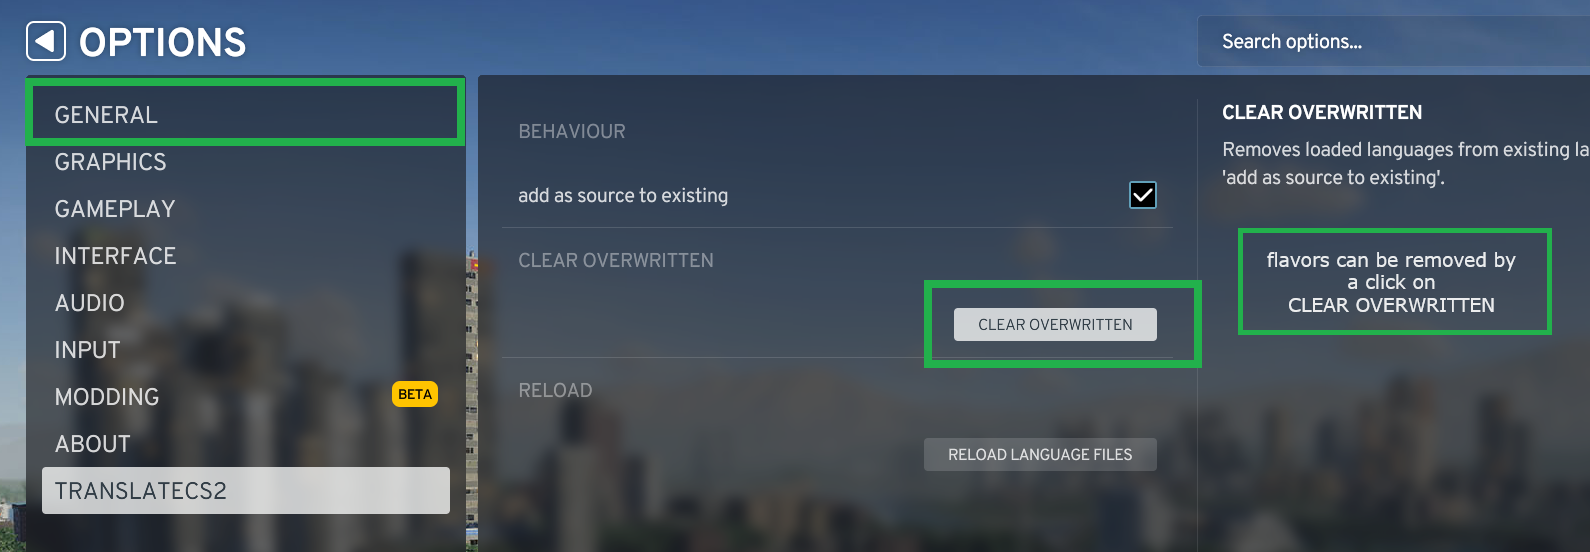 OPTIONS
Search options...
GENERAL
GRAPHICS
GAMEPLAY
INTERFACE
AUDIO
INPUT
MODDING
BETA
ABOUT
TRANSLATECS2
BEHAVIOUR
add as source to existing
CLEAR OVERWRITTEN
CLEAR OVERWRITTEN
RELOAD
RELOAD LANGUAGE FILES
CLEAR OVERWRITTEN
Removes loaded languages from existing la
'add as source to existing'.
flavors can be removed by
a click on
CLEAR OVERWRITTEN